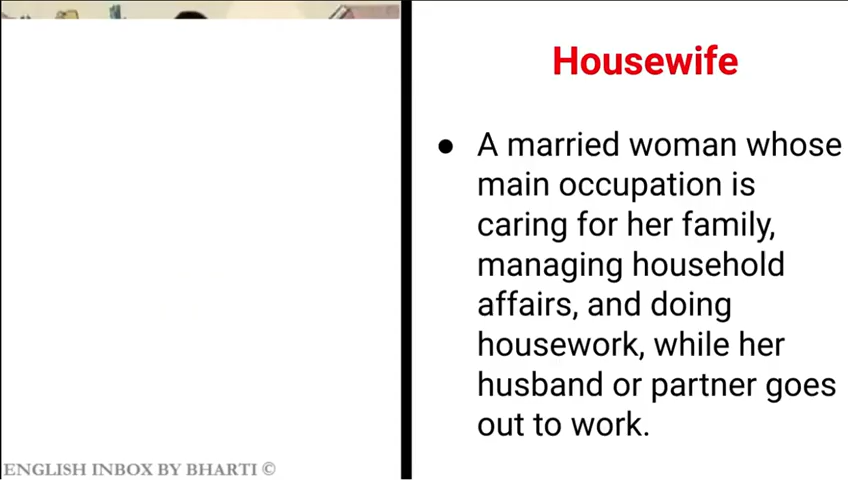 Housewife
● A married woman whose
main occupation is
caring for her family,
managing household
affairs, and doing
housework, while her
husband or partner goes
out to work.
ENGLISH INBOX BY BHARTI ©